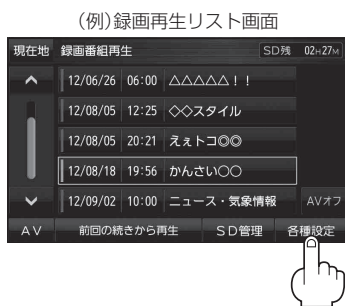 (例)録画再生リスト画面
現在地 録画番組再生 SD残 02H27M
12/06/26 06:00 △△△△△!!
12/08/05 12:25 ◇◇スタイル
12/08/05 20:21 えぇトコ◎◎
12/08/18 19:56 かんさい○○
12/09/02 10:00 ニュース・気象情報 AVオフ
AV 前回の続きから再生 SD管理 各種設定